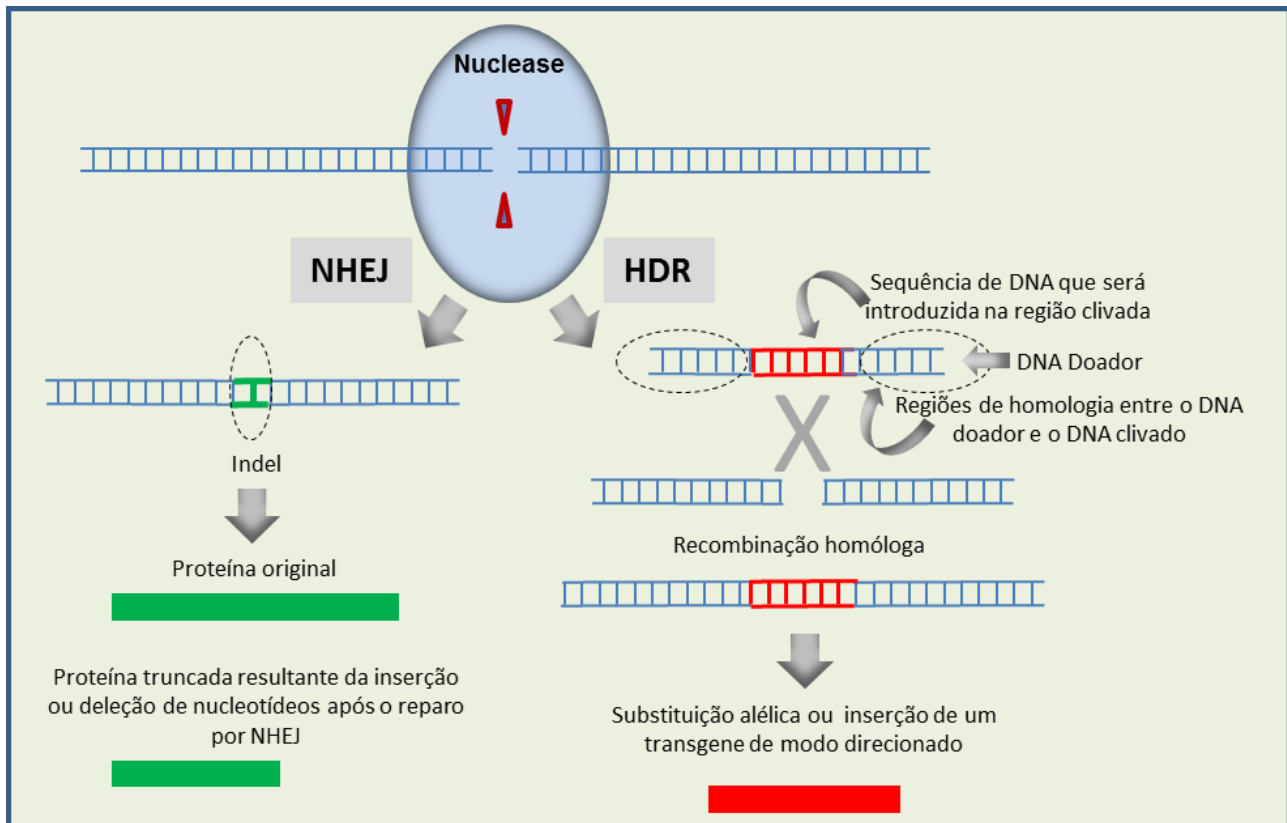 Nuclease
NHEJ
HDR
Sequência de DNA que será
introduzida na região clivada
DNA Doador
Regiões de homologia entre o DNA
doador e o DNA clivado
Indel
Proteína original
Proteína truncada resultante da inserção
ou deleção de nucleotídeos após o reparo
por NHEJ
Recombinação homóloga
Substituição alélica ou inserção de um
transgene de modo direcionado